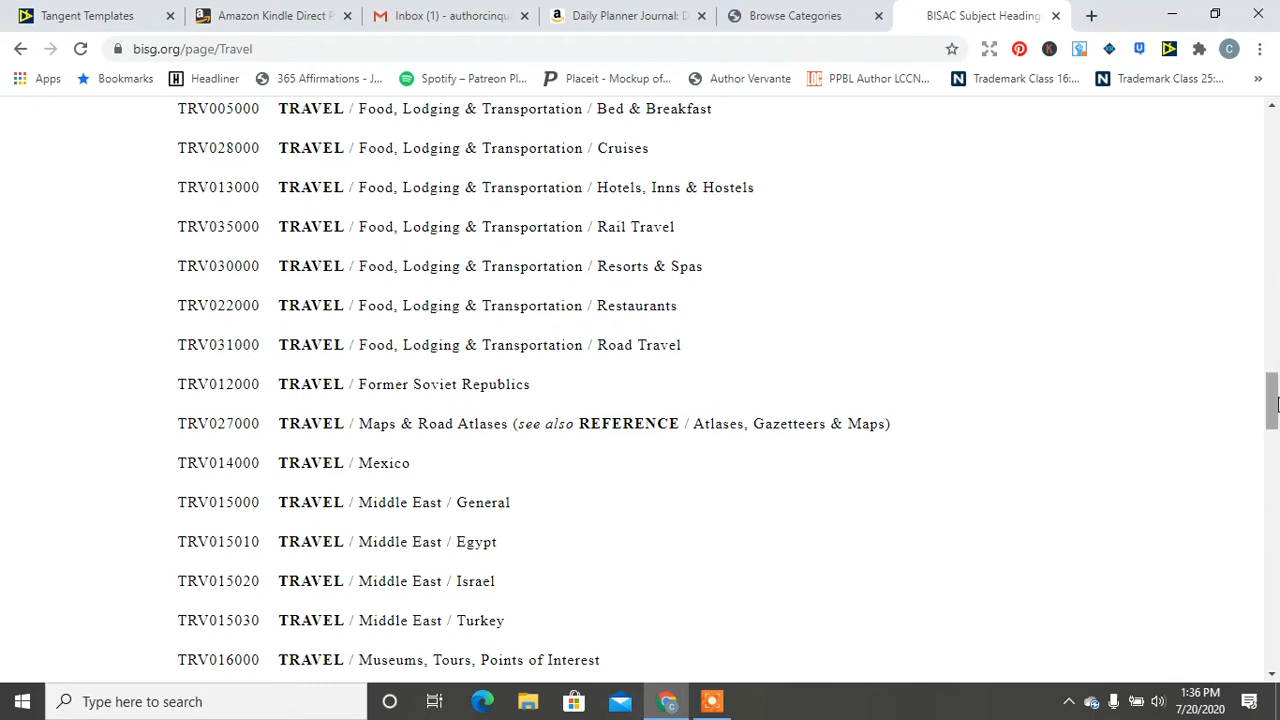 Tangent Templates
Amazon Kindle Direct P
Inbox (1) - authorcinque
Daily Planner Journal: D
Browse Categories
BISAC Subject Heading
bisg.org/page/Travel
Apps
Bookmarks
Headliner
365 Affirmations - J...
Spotify – Patreon Pl...
Placeit - Mockup of...
Author Vervante
PPBL Author LCCN...
Trademark Class 16:...
Trademark Class 25:...
TRV005000 TRAVEL / Food, Lodging & Transportation / Bed & Breakfast
TRV028000 TRAVEL / Food, Lodging & Transportation / Cruises
TRV013000 TRAVEL / Food, Lodging & Transportation / Hotels, Inns & Hostels
TRV035000 TRAVEL / Food, Lodging & Transportation / Rail Travel
TRV030000 TRAVEL / Food, Lodging & Transportation / Resorts & Spas
TRV022000 TRAVEL / Food, Lodging & Transportation / Restaurants
TRV031000 TRAVEL / Food, Lodging & Transportation / Road Travel
TRV012000 TRAVEL / Former Soviet Republics
TRV027000 TRAVEL / Maps & Road Atlases (see also REFERENCE / Atlases, Gazetteers & Maps)
TRV014000 TRAVEL / Mexico
TRV015000 TRAVEL / Middle East / General
TRV015010 TRAVEL / Middle East / Egypt
TRV015020 TRAVEL / Middle East / Israel
TRV015030 TRAVEL / Middle East / Turkey
TRV016000 TRAVEL / Museums, Tours, Points of Interest
Type here to search
1:36 PM
7/20/2020